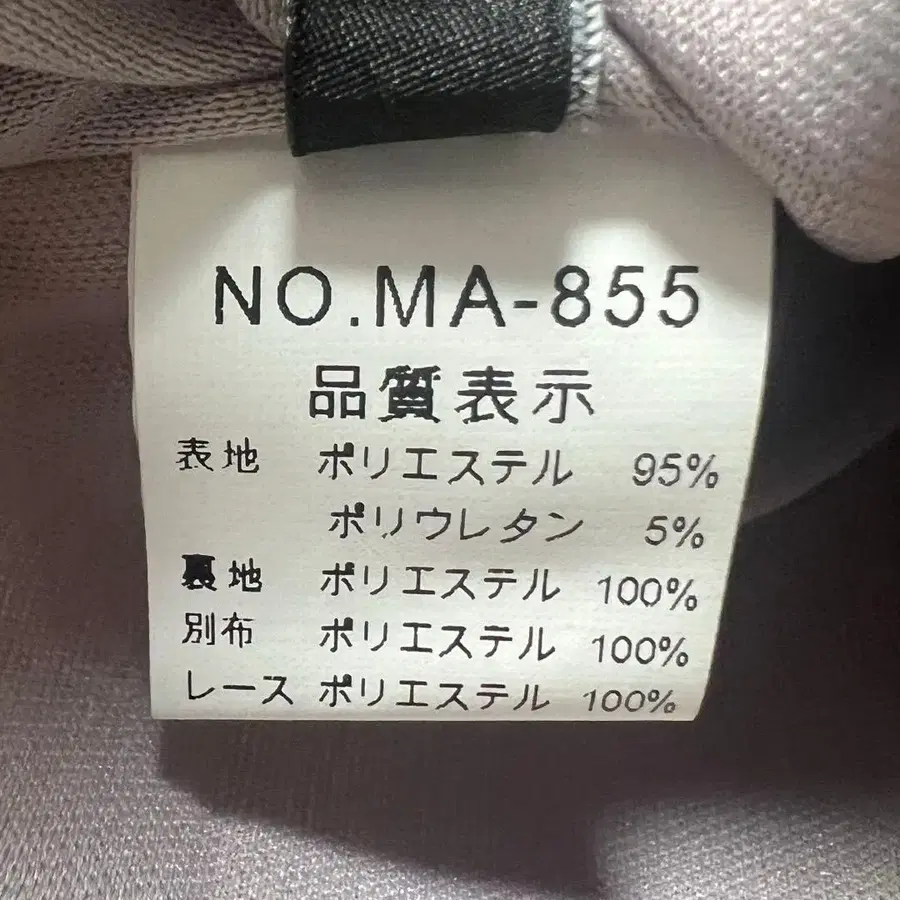 NO.MA-855
品質表示
表地 ポリエステル 95%
ポリウレタン 5%
裏地 ポリエステル 100%
別布 ポリエステル 100%
レース ポリエステル 100%